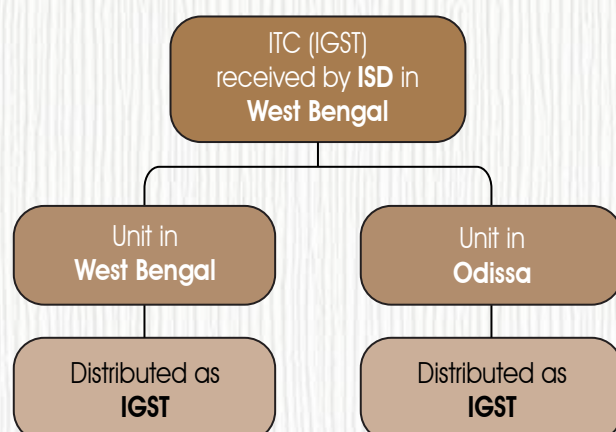 ITC (IGST)
received by ISD in
West Bengal
Unit in
West Bengal
Unit in
Odissa
Distributed as
IGST
Distributed as
IGST